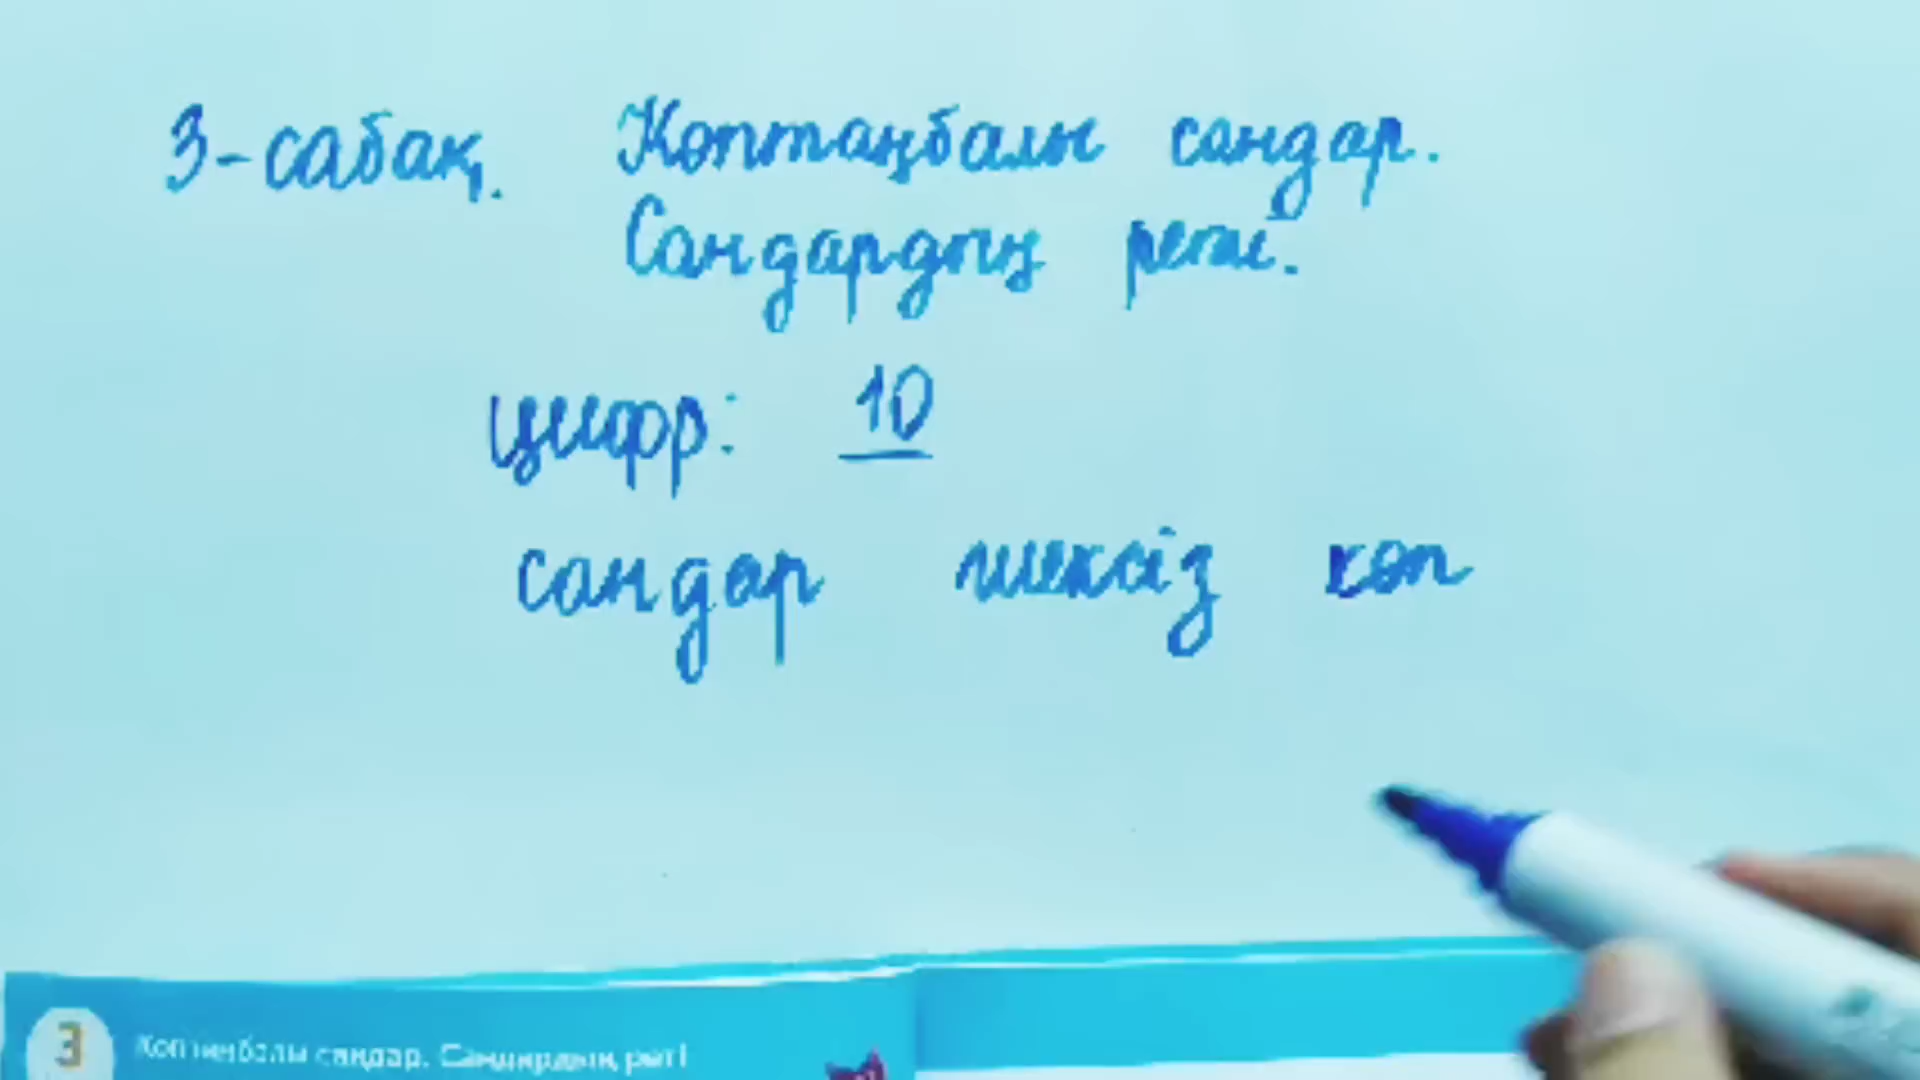 3-сабақ. Көптаңбалы сандар.
Сандардың реті.
цифр: 10
сандар шексіз көп
3 Көптаңбалы сандар. Сандардың реті